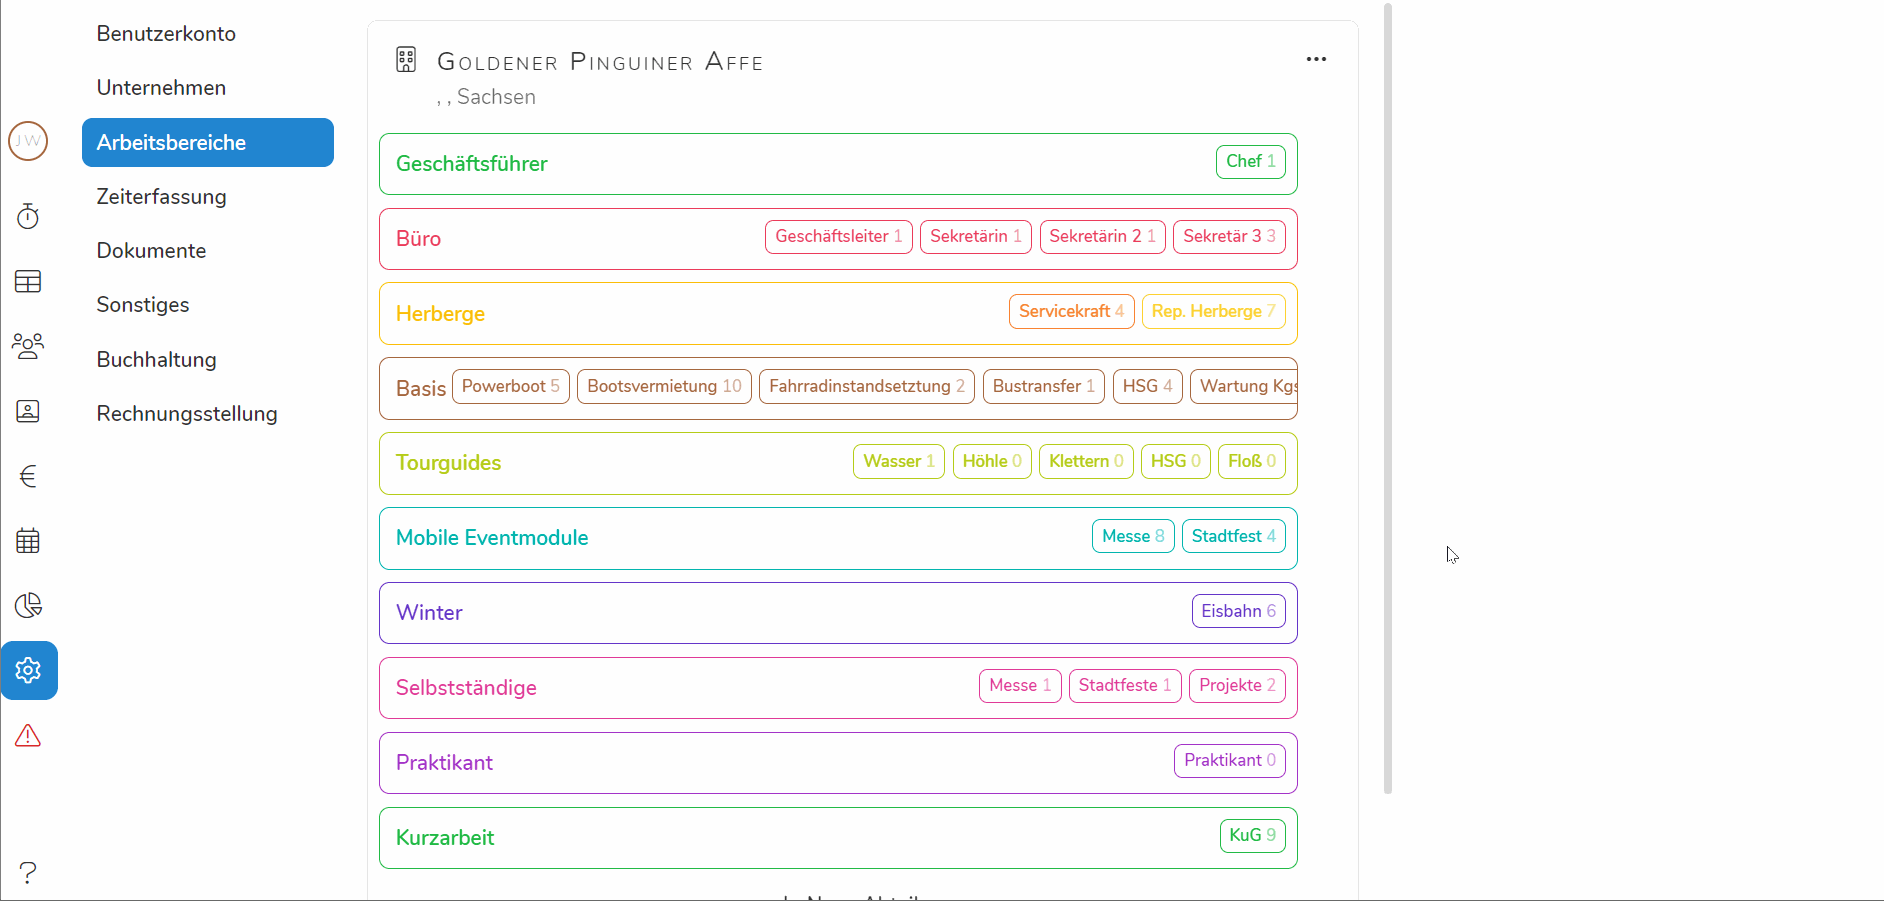 Benutzerkonto
Unternehmen
Arbeitsbereiche
Zeiterfassung
Dokumente
Sonstiges
Buchhaltung
Rechnungsstellung
JW
?
Goldener Pinguiner Affe
, , Sachsen
Geschäftsführer Chef 1
Büro Geschäftsleiter 1 Sekretärin 1 Sekretärin 2 1 Sekretär 3 3
Herberge Servicekraft 4 Rep. Herberge 7
Basis Powerboot 5 Bootsvermietung 10 Fahrradinstandsetztung 2 Bustransfer 1 HSG 4 Wartung Kgs
Tourguides Wasser 1 Höhle 0 Klettern 0 HSG 0 Floß 0
Mobile Eventmodule Messe 8 Stadtfest 4
Winter Eisbahn 6
Selbstständige Messe 1 Stadtfeste 1 Projekte 2
Praktikant Praktikant 0
Kurzarbeit KuG 9